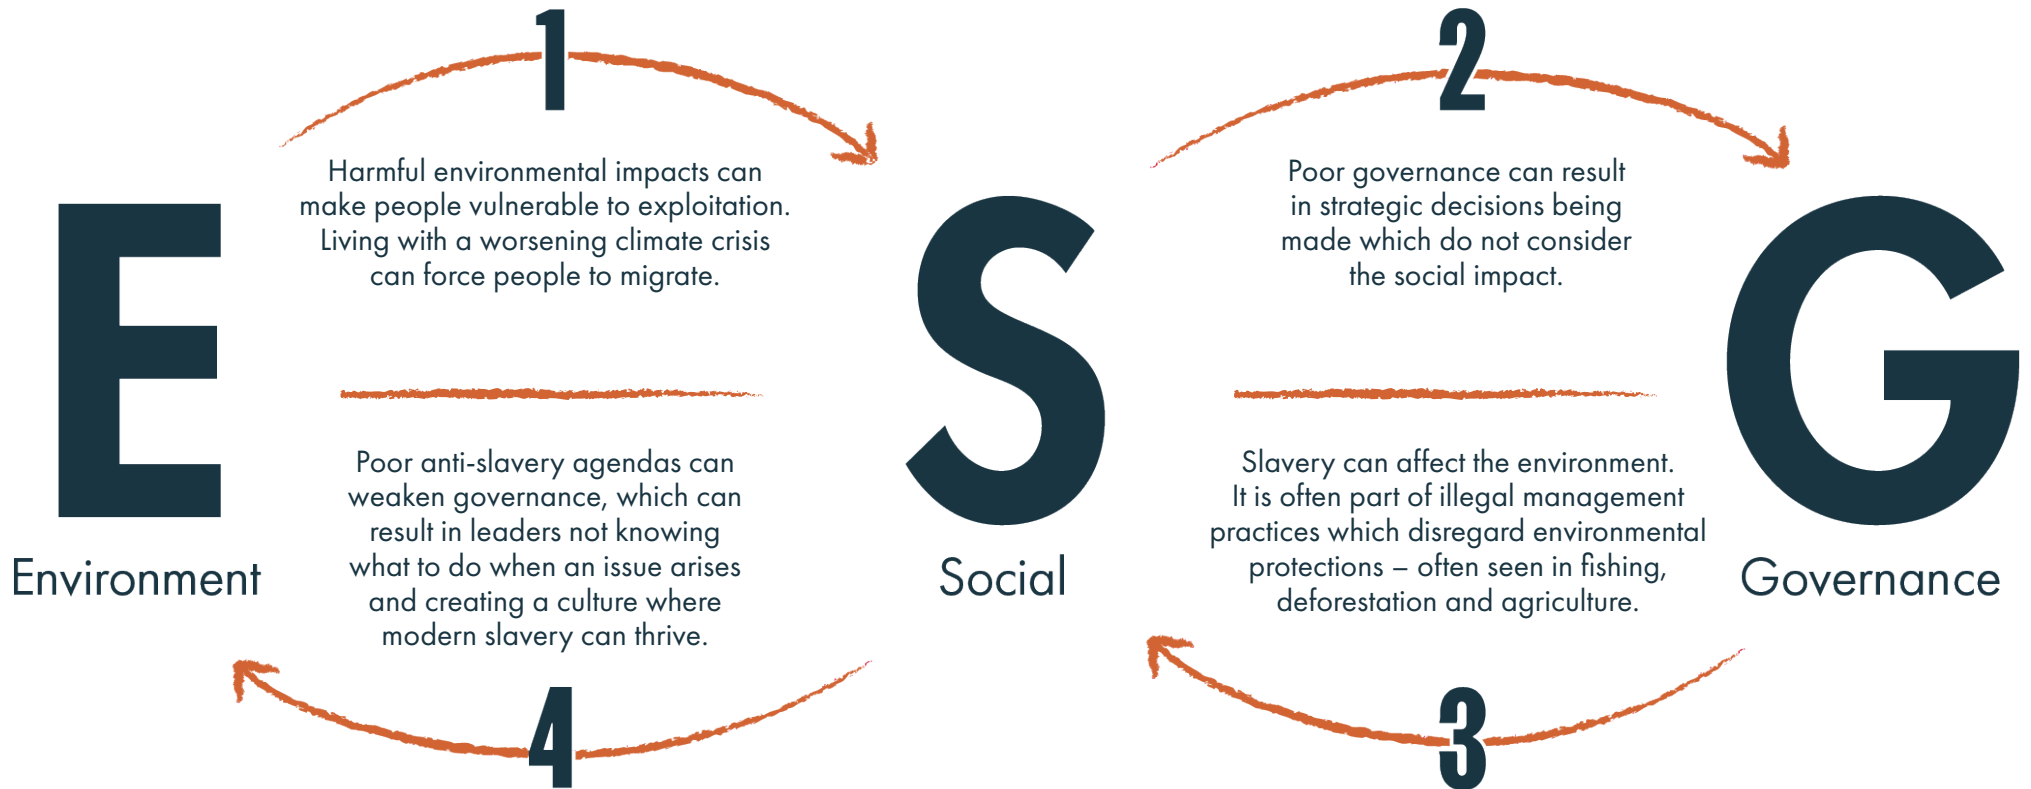 1
Harmful environmental impacts can
make people vulnerable to exploitation.
Living with a worsening climate crisis
can force people to migrate.
2
Poor governance can result
in strategic decisions being
made which do not consider
the social impact.
E
Environment
S
Social
G
Governance
Poor anti-slavery agendas can
weaken governance, which can
result in leaders not knowing
what to do when an issue arises
and creating a culture where
modern slavery can thrive.
4
Slavery can affect the environment.
It is often part of illegal management
practices which disregard environmental
protections – often seen in fishing,
deforestation and agriculture.
3